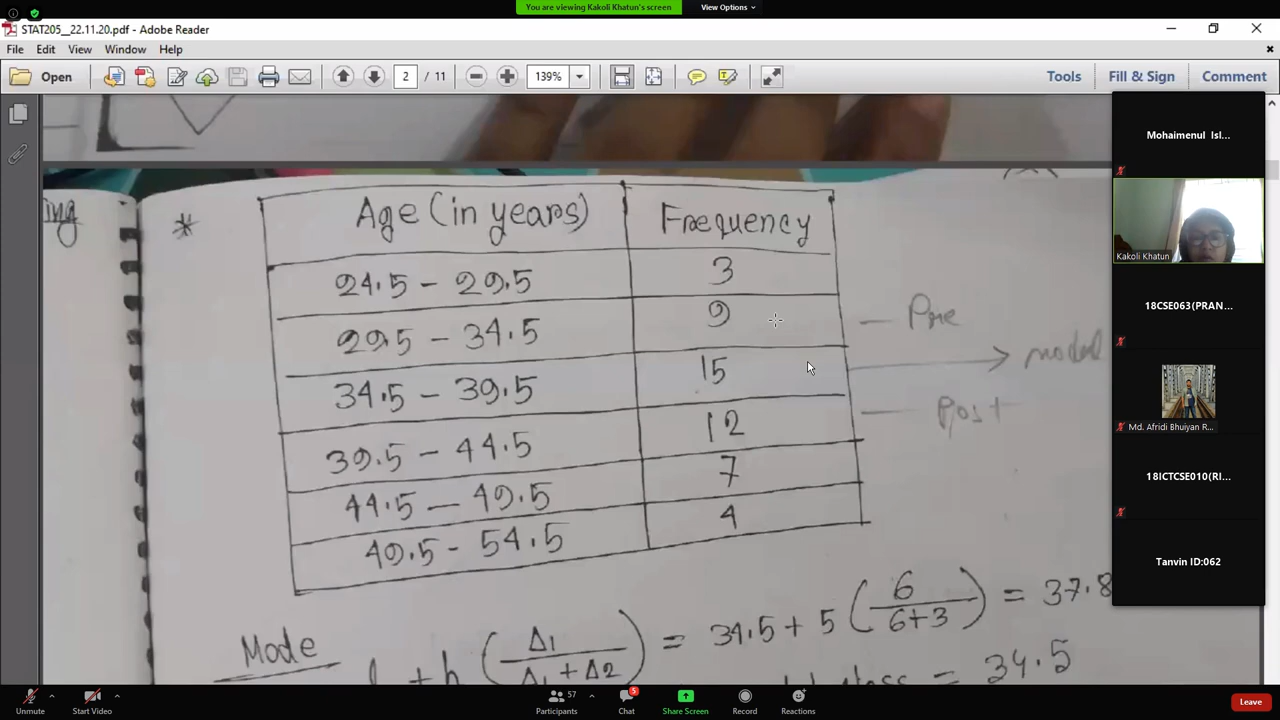 You are viewing Kakoli Khatun's screen
View Options
STAT205__22.11.20.pdf - Adobe Reader
File Edit View Window Help
Open
2 / 11
139%
Tools Fill & Sign Comment
Age (in years) Frequency
24.5 - 29.5 3
29.5 - 34.5 9
34.5 - 39.5 15
39.5 - 44.5 12
44.5 - 49.5 7
49.5 - 54.5 4
- Pre
modal
- Post
Mode
l + h (Δ1 / Δ1 + Δ2) = 34.5 + 5 (6 / 6+3) = 37.8
class = 34.5
Mohaimenul Isl...
Kakoli Khatun
18CSE063(PRAN...
Md. Afridi Bhuiyan R...
18ICTCSE010(RI...
Tanvin ID:062
Unmute
Start Video
57
Participants
5
Chat
Share Screen
Record
Reactions
Leave